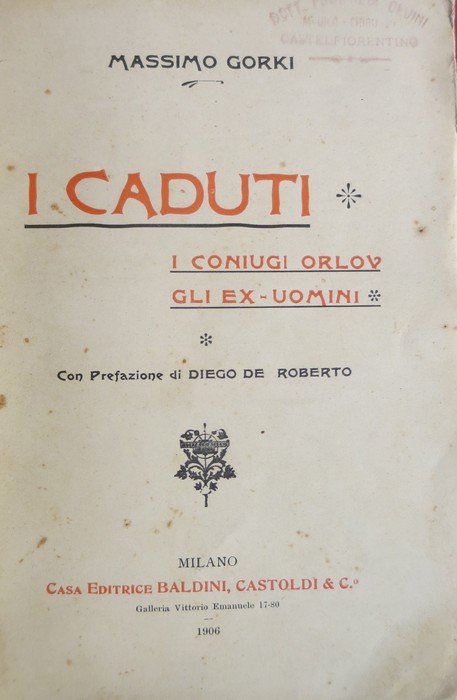 CASTELFIORENTINO
MASSIMO GORKI
I CADUTI
I CONIUGI ORLOV
GLI EX-UOMINI
Con Prefazione di DIEGO DE ROBERTO
MILANO
CASA EDITRICE BALDINI, CASTOLDI & C.º
Galleria Vittorio Emanuele 17-80
1906